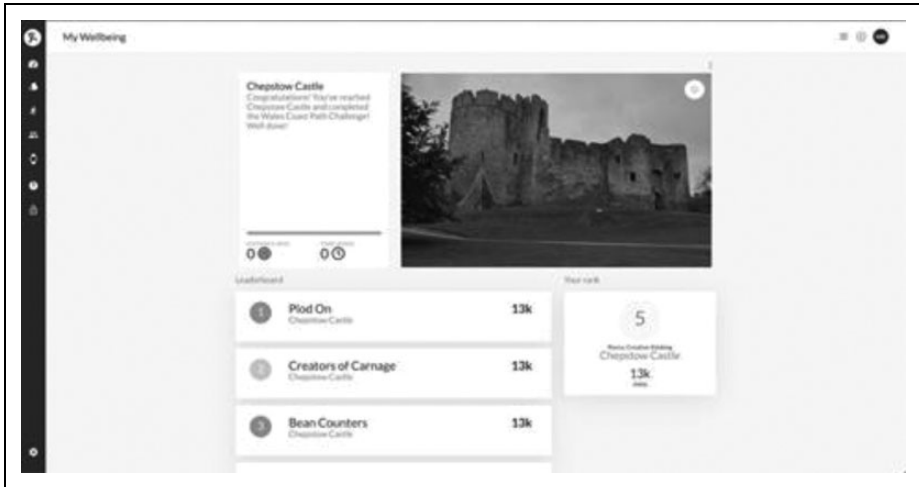 My Wellbeing
Chepstow Castle
Congratulations! You've reached
Chepstow Castle and completed
the Wales Coast Path Challenge!
Well done!
0
0
Leaderboard
Your rank
1
Plod On
Chepstow Castle
13k
5
Chepstow Castle
13k
2
Creators of Carnage
Chepstow Castle
13k
3
Bean Counters
Chepstow Castle
13k